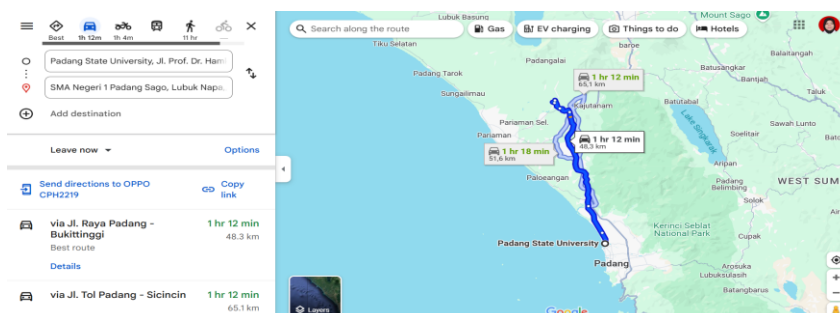 Best
1h 12m
1h 4m
11 hr
Padang State University, Jl. Prof. Dr. Ham
SMA Negeri 1 Padang Sago, Lubuk Napa,
Add destination
Leave now
Options
Send directions to OPPO
CPH2219
Copy
link
via Jl. Raya Padang -
Bukittinggi
1 hr 12 min
48.3 km
Best route
Details
via Jl. Tol Padang - Sicincin
1 hr 12 min
65.1 km
Search along the route
Gas
EV charging
Things to do
Hotels
Lubuk Basung
Mount Sago
Tiku Selatan
baroe
Padangalai
Batusangkar
Bantjah
Padang Tarok
1 hr 12 min
65,1 km
Taluk
Sungailimau
Kajutanam
Batutabal
Pariaman Sel.
Sawah Lunto
Pariaman
1 hr 12 min
48,3 km
Lake Singkarak
Soelitair
1 hr 18 min
51,6 km
Aripan
Paloeangan
Padang
Belimbing
WEST SUM
Solok
Kerinci Seblat
National Park
Padang State University
Cupak
Padang
Arosuka
Lubuksulasih
Batangbarus
Layers
Google